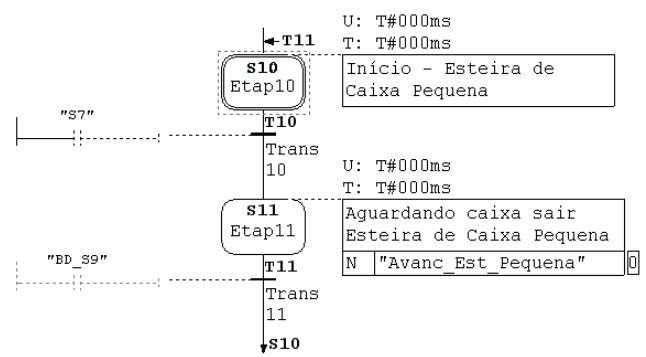 U: T#000ms
T11
T: T#000ms
S10
Etap10
Início - Esteira de
Caixa Pequena
"S7"
T10
Trans
10
U: T#000ms
T: T#000ms
S11
Etap11
Aguardando caixa sair
Esteira de Caixa Pequena
N "Avanc_Est_Pequena" 0
"BD_S9"
T11
Trans
11
S10